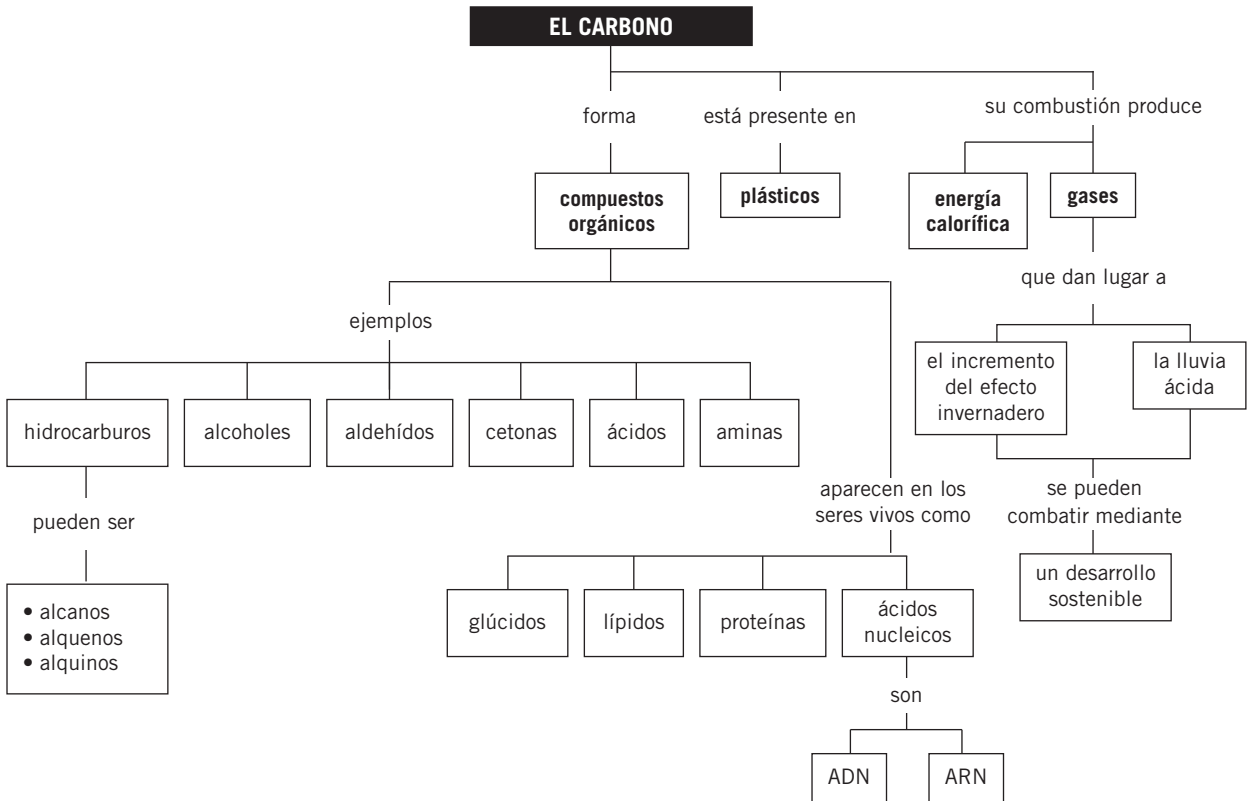 EL CARBONO
forma
está presente en
su combustión produce
compuestos
orgánicos
plásticos
energía
calorífica
gases
que dan lugar a
ejemplos
el incremento
del efecto
invernadero
la lluvia
ácida
hidrocarburos
alcoholes
aldehídos
cetonas
ácidos
aminas
pueden ser
aparecen en los
seres vivos como
se pueden
combatir mediante
• alcanos
• alquenos
• alquinos
glúcidos
lípidos
proteínas
ácidos
nucleicos
un desarrollo
sostenible
son
ADN
ARN